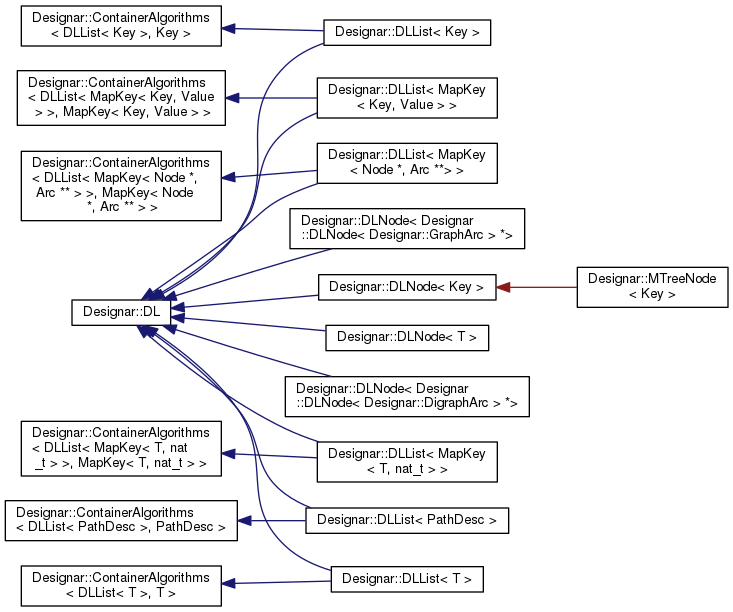 Designar::ContainerAlgorithms
< DLList< Key >, Key >
Designar::DLList< Key >
Designar::ContainerAlgorithms
< DLList< MapKey< Key, Value
> >, MapKey< Key, Value > >
Designar::DLList< MapKey
< Key, Value > >
Designar::ContainerAlgorithms
< DLList< MapKey< Node *,
Arc ** > >, MapKey< Node
*, Arc ** > >
Designar::DLList< MapKey
< Node *, Arc **> >
Designar::DLNode< Designar
::DLNode< Designar::GraphArc > *>
Designar::DLNode< Key >
Designar::MTreeNode
< Key >
Designar::DL
Designar::DLNode< T >
Designar::DLNode< Designar
::DLNode< Designar::DigraphArc > *>
Designar::ContainerAlgorithms
< DLList< MapKey< T, nat
_t > >, MapKey< T, nat_t > >
Designar::DLList< MapKey
< T, nat_t > >
Designar::ContainerAlgorithms
< DLList< PathDesc >, PathDesc >
Designar::DLList< PathDesc >
Designar::ContainerAlgorithms
< DLList< T >, T >
Designar::DLList< T >